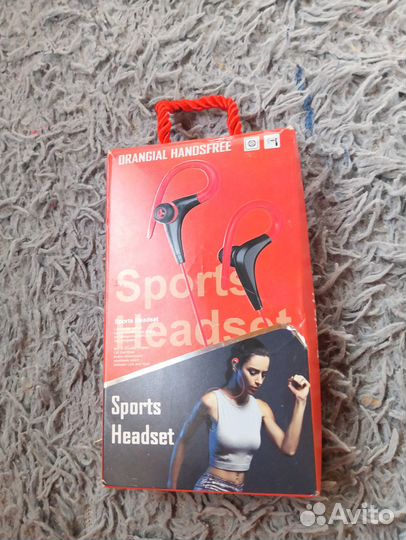 ORANGIAL HANDSFREE
Sports
Headset
Sports Headset
Sports
Headset
Avito